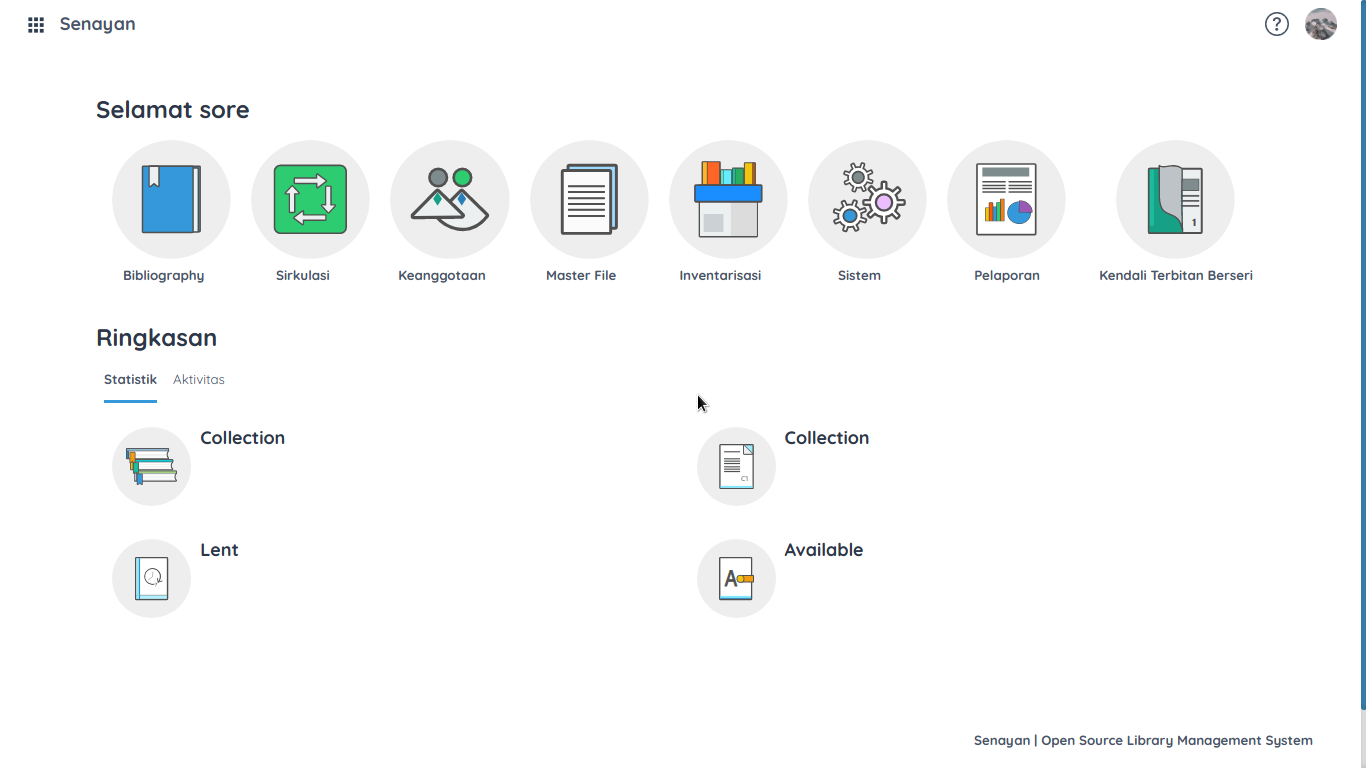 Senayan
Selamat sore
Bibliography
Sirkulasi
Keanggotaan
Master File
Inventarisasi
Sistem
Pelaporan
Kendali Terbitan Berseri
Ringkasan
Statistik Aktivitas
Collection
Collection
Lent
Available
Senayan | Open Source Library Management System